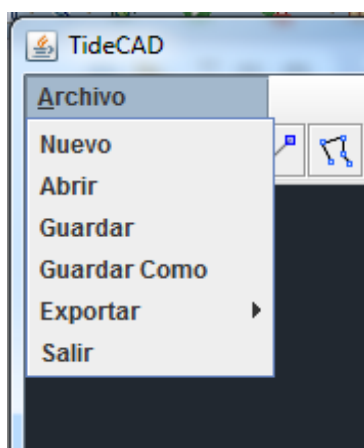 TideCAD
Archivo
Nuevo
Abrir
Guardar
Guardar Como
Exportar
Salir